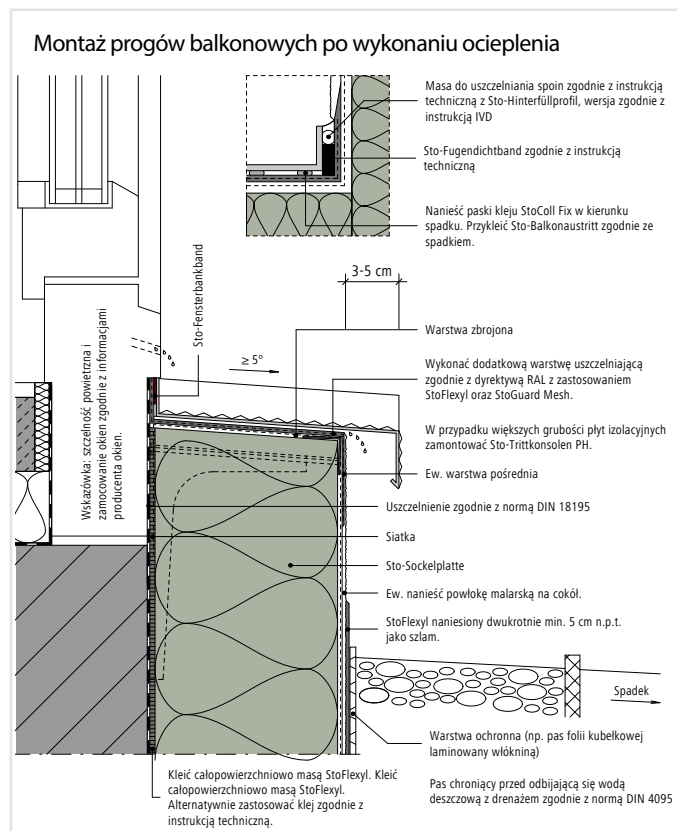 Montaż progów balkonowych po wykonaniu ocieplenia
Masa do uszczelniania spoin zgodnie z instrukcją
techniczną z Sto-Hinterfüllprofil, wersja zgodnie z
instrukcją IVD
Sto-Fugendichtband zgodnie z instrukcją
techniczną
Nanieść paski kleju StoColl Fix w kierunku
spadku. Przykleić Sto-Balkonaustritt zgodnie ze
spadkiem.
3-5 cm
Sto-Fensterbankband
Warstwa zbrojona
≥ 5°
Wykonać dodatkową warstwę uszczelniającą
zgodnie z dyrektywą RAL z zastosowaniem
StoFlexyl oraz StoGuard Mesh.
W przypadku większych grubości płyt izolacyjnych
zamontować Sto-Trittkonsolen PH.
Wskazówka: szczelność powietrzna i
zamocowanie okien zgodnie z informacjami
producenta okien.
Ew. warstwa pośrednia
Uszczelnienie zgodnie z normą DIN 18195
Siatka
Sto-Sockelplatte
Ew. nanieść powłokę malarską na cokół.
StoFlexyl naniesiony dwukrotnie min. 5 cm n.p.t.
jako szlam.
Spadek
Warstwa ochronna (np. pas folii kubełkowej
laminowany włókniną)
Kleić całopowierzchniowo masą StoFlexyl. Kleić
całopowierzchniowo masą StoFlexyl.
Alternatywnie zastosować klej zgodnie z
instrukcją techniczną.
Pas chroniący przed odbijającą się wodą
deszczową z drenażem zgodnie z normą DIN 4095